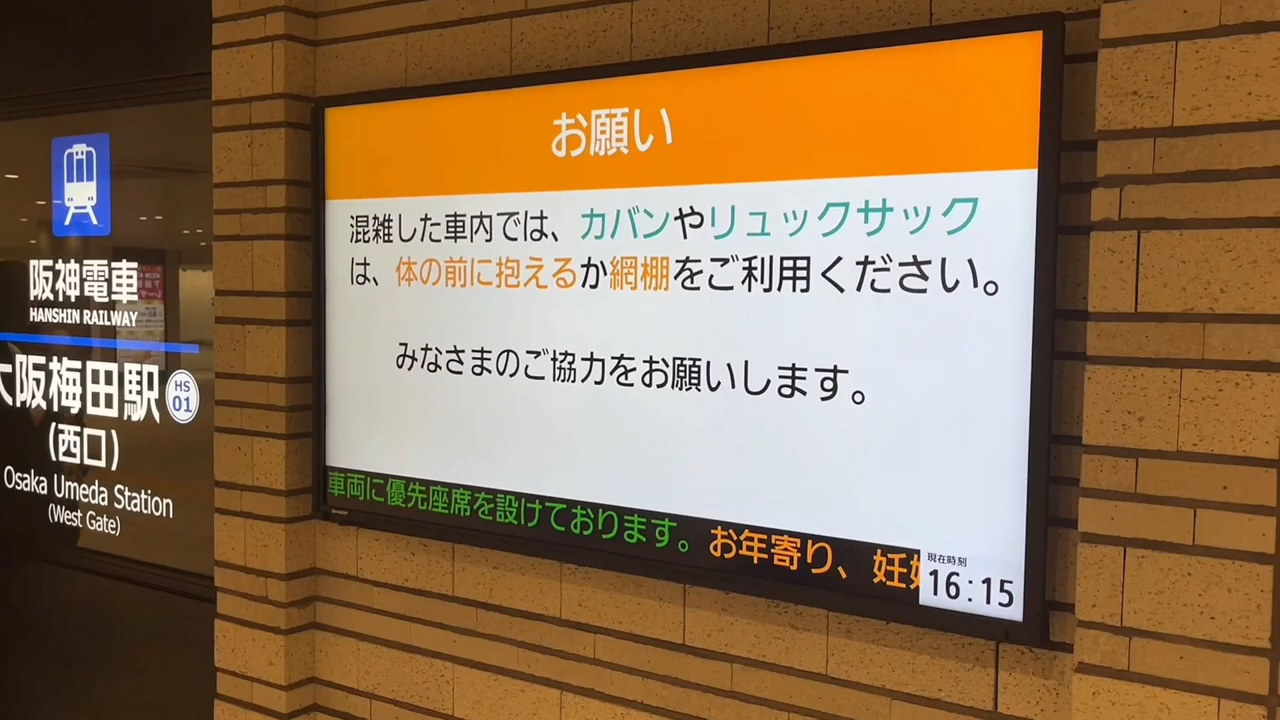 阪神電車
HANSHIN RAILWAY
大阪梅田駅
HS
01
(西口)
Osaka Umeda Station
(West Gate)
お願い
混雑した車内では、カバンやリュックサック
は、体の前に抱えるか網棚をご利用ください。
みなさまのご協力をお願いします。
車両に優先座席を設けております。お年寄り、妊
現在時刻
16:15
SHARP